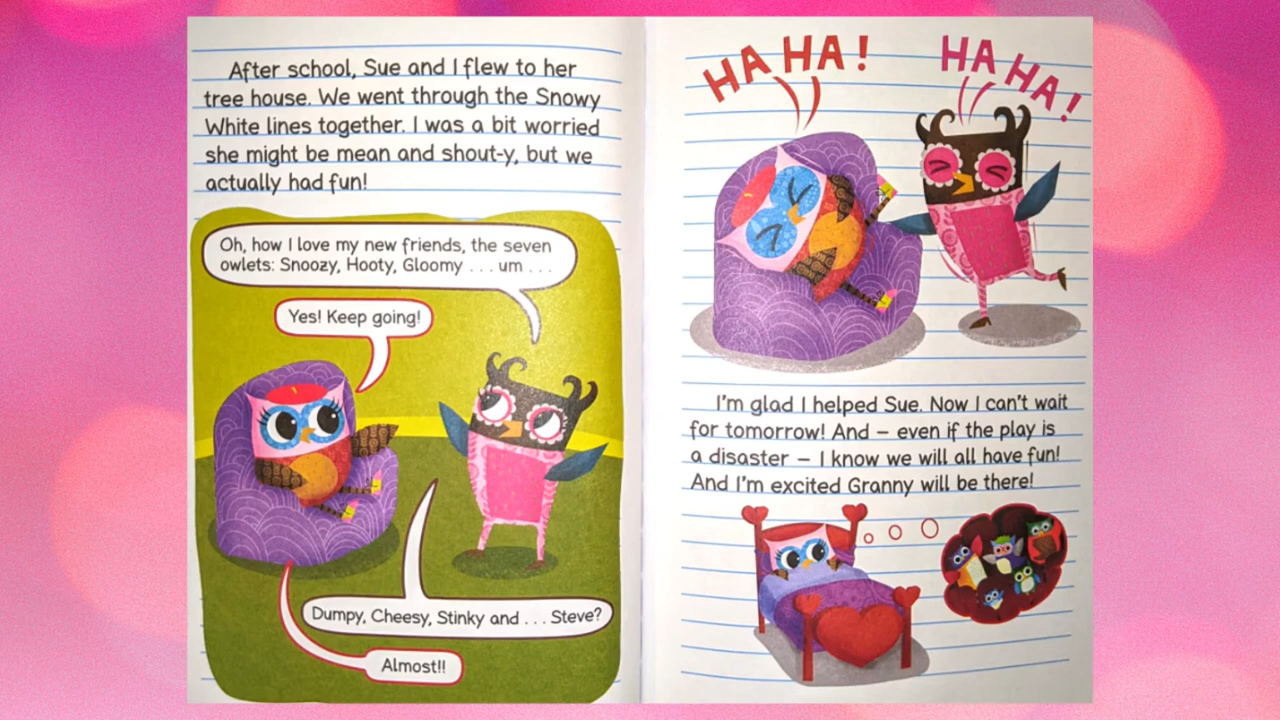 After school, Sue and I flew to her
tree house. We went through the Snowy
White lines together. I was a bit worried
she might be mean and shout-y, but we
actually had fun!
Oh, how I love my new friends, the seven
owlets: Snoozy, Hooty, Gloomy . . . um . . .
Yes! Keep going!
Dumpy, Cheesy, Stinky and . . . Steve?
Almost!!
HA HA!
HA HA!
I'm glad I helped Sue. Now I can't wait
for tomorrow! And – even if the play is
a disaster – I know we will all have fun!
And I'm excited Granny will be there!